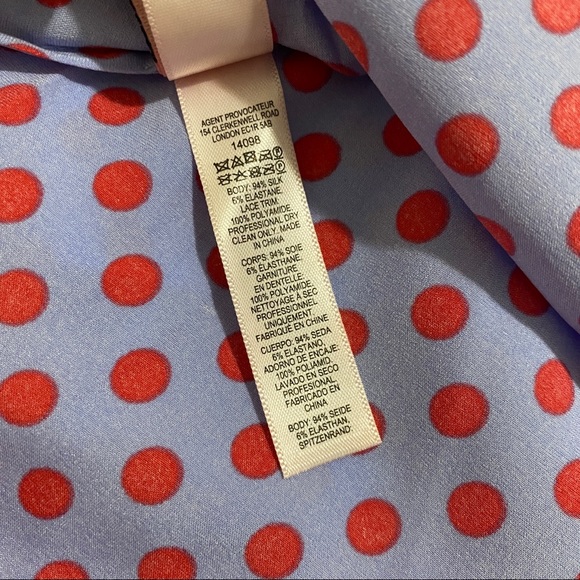 AGENT PROVOCATEUR
154 CLERKENWELL ROAD
LONDON EC1R 5AB
14098
BODY: 94% SILK
6% ELASTANE.
LACE TRIM.
100% POLYAMIDE.
PROFESSIONAL DRY
CLEAN ONLY. MADE
IN CHINA
CORPS: 94% SOIE
6% ELASTHANE.
GARNITURE
EN DENTELLE:
100% POLYAMIDE.
NETTOYAGE À SEC
PROFESSIONNEL
UNIQUEMENT
FABRIQUÉ EN CHINE
CUERPO: 94% SEDA
6% ELASTANO,
ADORNO DE ENCAJE:
100% POLIAMID.
LAVADO EN SECO
PROFESIONAL.
FABRICADO EN
CHINA
BODY: 94% SEIDE
6% ELASTHAN,
SPITZENRAND: